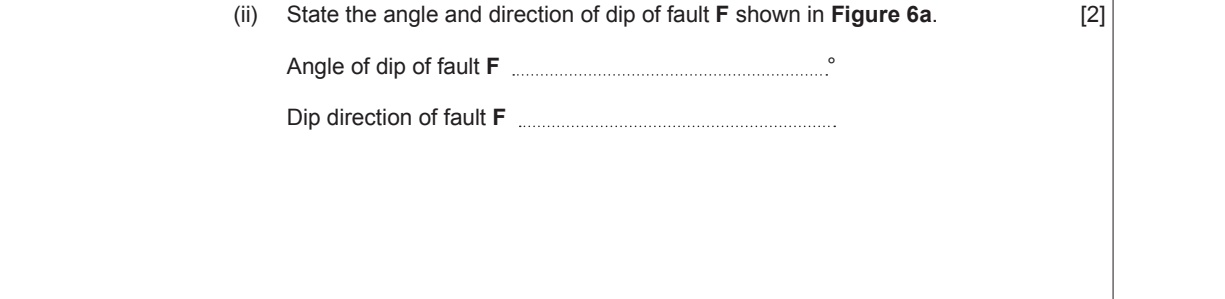 (ii) State the angle and direction of dip of fault F shown in Figure 6a. [2]
Angle of dip of fault F ....................................................................°
Dip direction of fault F ....................................................................